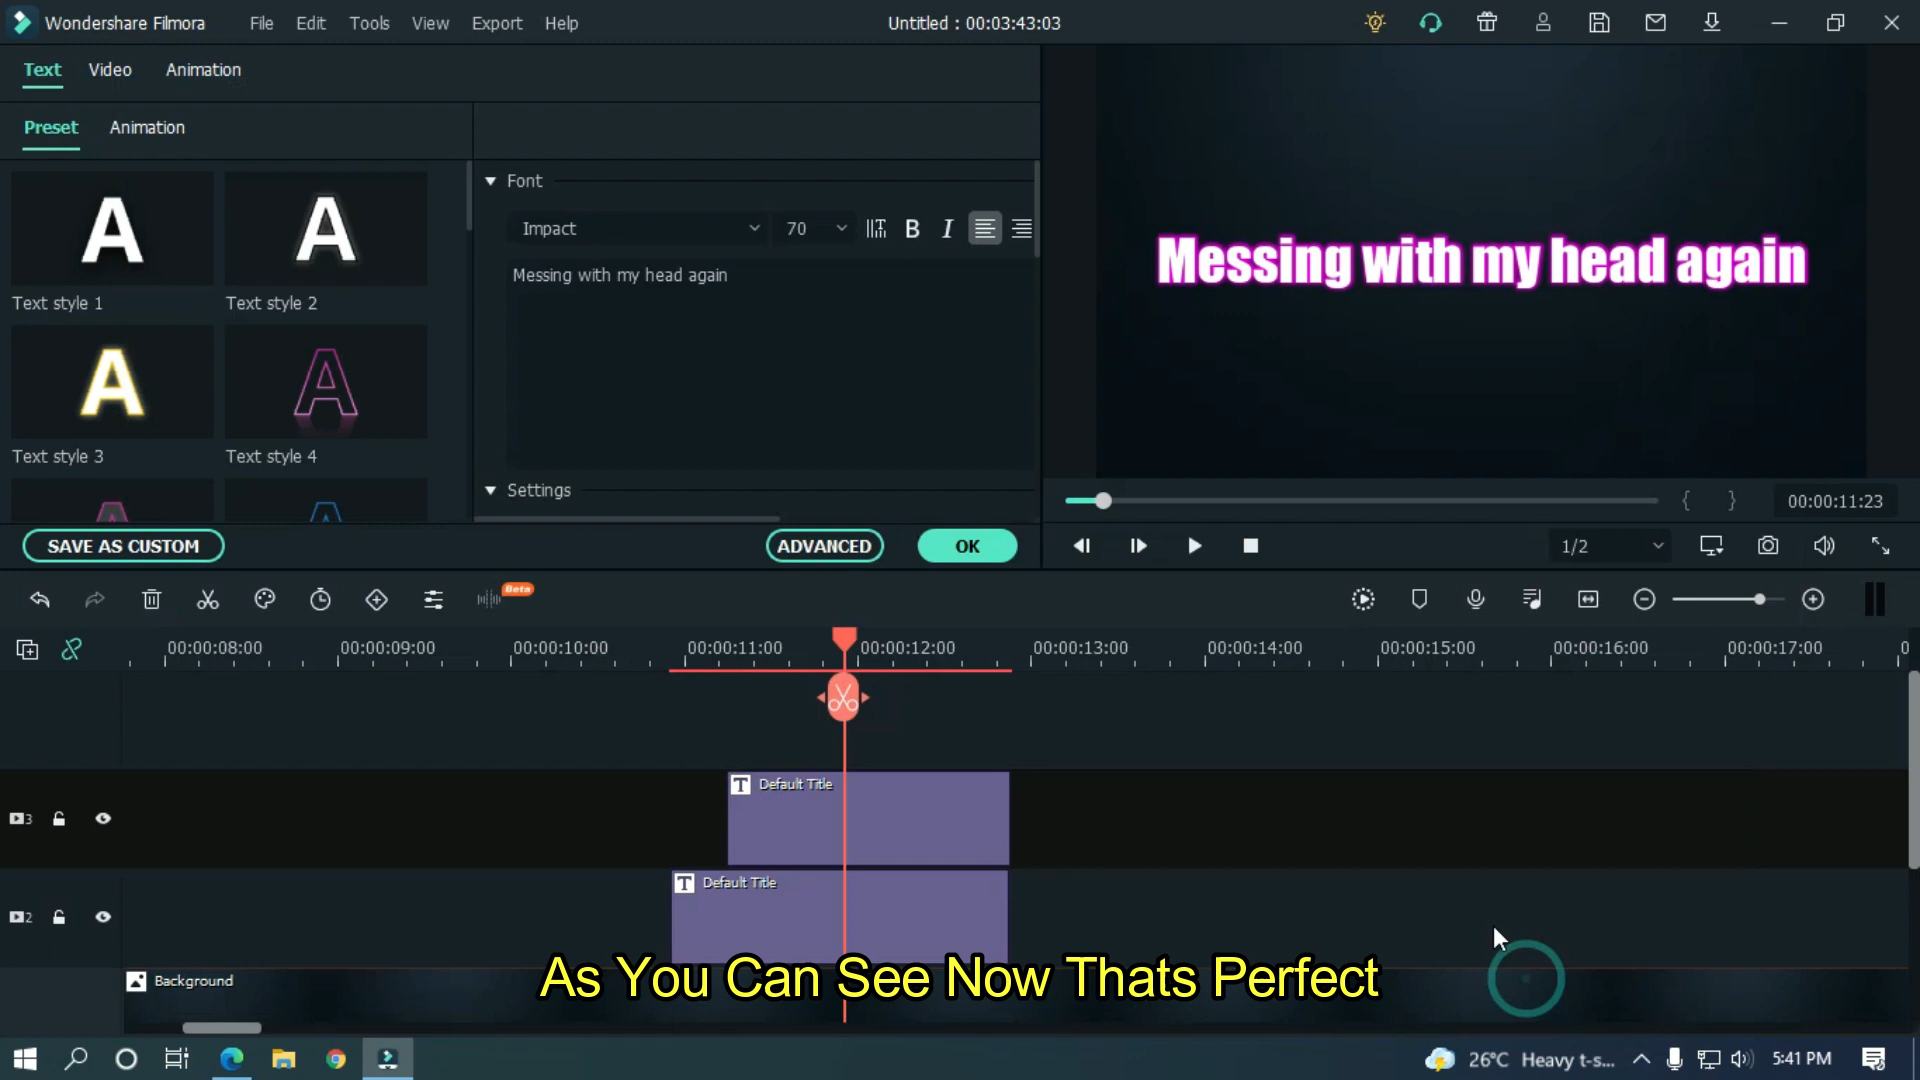 Wondershare Filmora File Edit Tools View Export Help Untitled : 00:03:43:03
Text Video Animation
Preset Animation
Font
Impact 70 B I
Messing with my head again
A A
Text style 1 Text style 2
A A
Text style 3 Text style 4
Settings
SAVE AS CUSTOM ADVANCED OK
Messing with my head again
{ } 00:00:11:23
1/2
Beta
00:00:08:00 00:00:09:00 00:00:10:00 00:00:11:00 00:00:12:00 00:00:13:00 00:00:14:00 00:00:15:00 00:00:16:00 00:00:17:00 0
T Default Title
3
T Default Title
2
As You Can See Now Thats Perfect
Background
26°C Heavy t-s... 5:41 PM